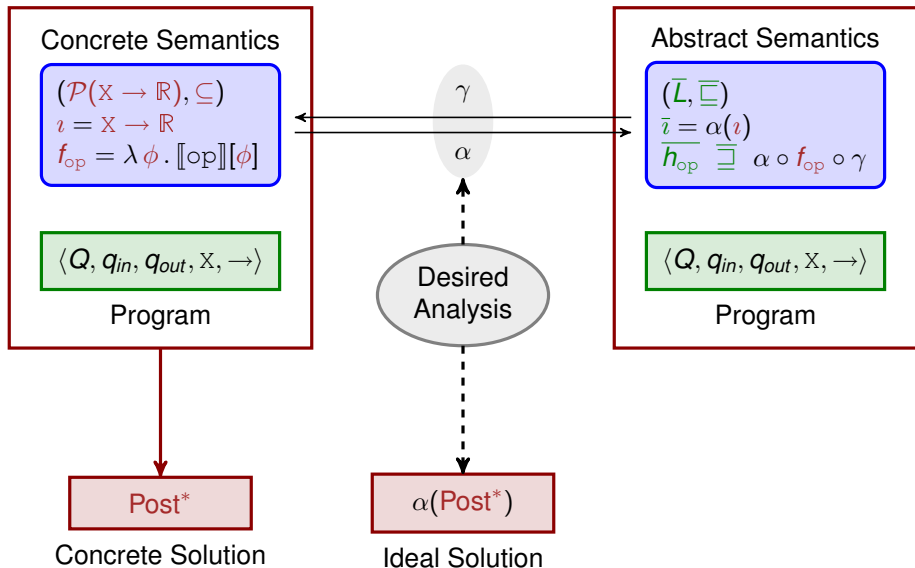 Concrete Semantics
(𝒫(X → ℝ), ⊆)
ı = X → ℝ
f_op = λ ϕ . ⟦op⟧[ϕ]
⟨Q, q_in, q_out, X, →⟩
Program
γ
α
Desired
Analysis
Abstract Semantics
(L̅, ⊑̅)
ı̅ = α(ı)
h̅_op ⊒̅ α ∘ f_op ∘ γ
⟨Q, q_in, q_out, X, →⟩
Program
Post*
Concrete Solution
α(Post*)
Ideal Solution